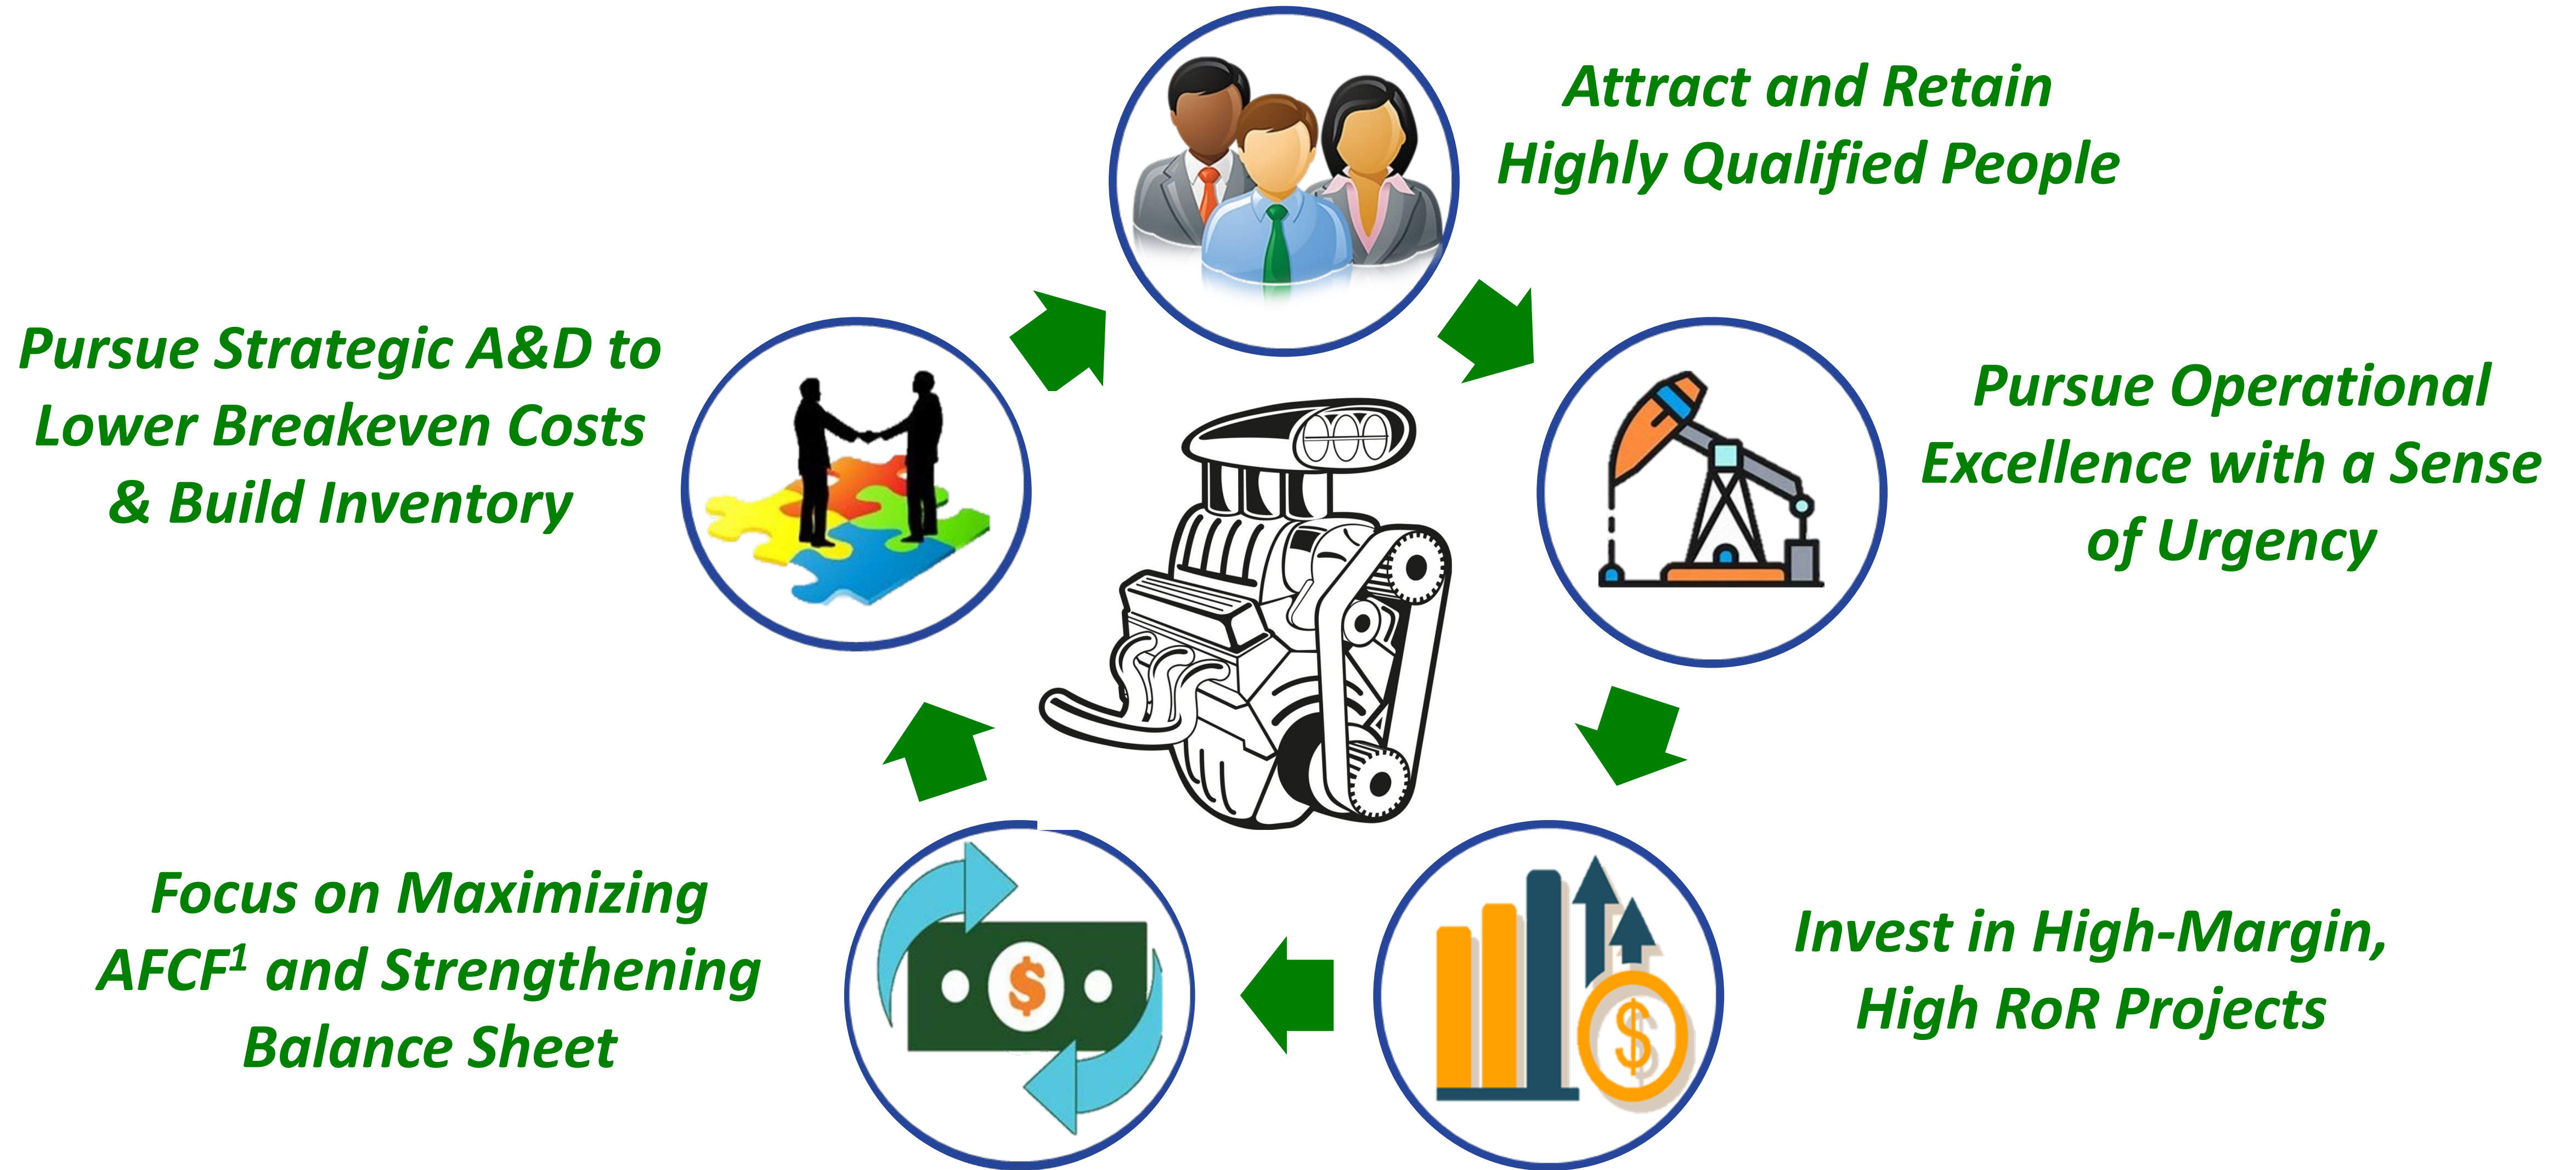 Attract and Retain
Highly Qualified People
Pursue Strategic A&D to
Lower Breakeven Costs
& Build Inventory
Pursue Operational
Excellence with a Sense
of Urgency
Focus on Maximizing
AFCF¹ and Strengthening
Balance Sheet
Invest in High-Margin,
High RoR Projects
$
$